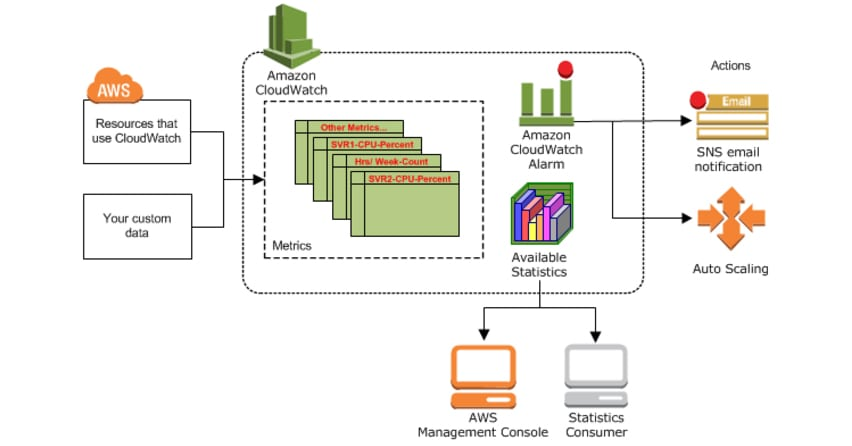 AWS
Resources that
use CloudWatch
Your custom
data
Amazon
CloudWatch
Other Metrics...
SVR1-CPU-Percent
Hrs/ Week-Count
SVR2-CPU-Percent
Metrics
Amazon
CloudWatch
Alarm
Available
Statistics
Actions
Email
SNS email
notification
Auto Scaling
AWS
Management Console
Statistics
Consumer